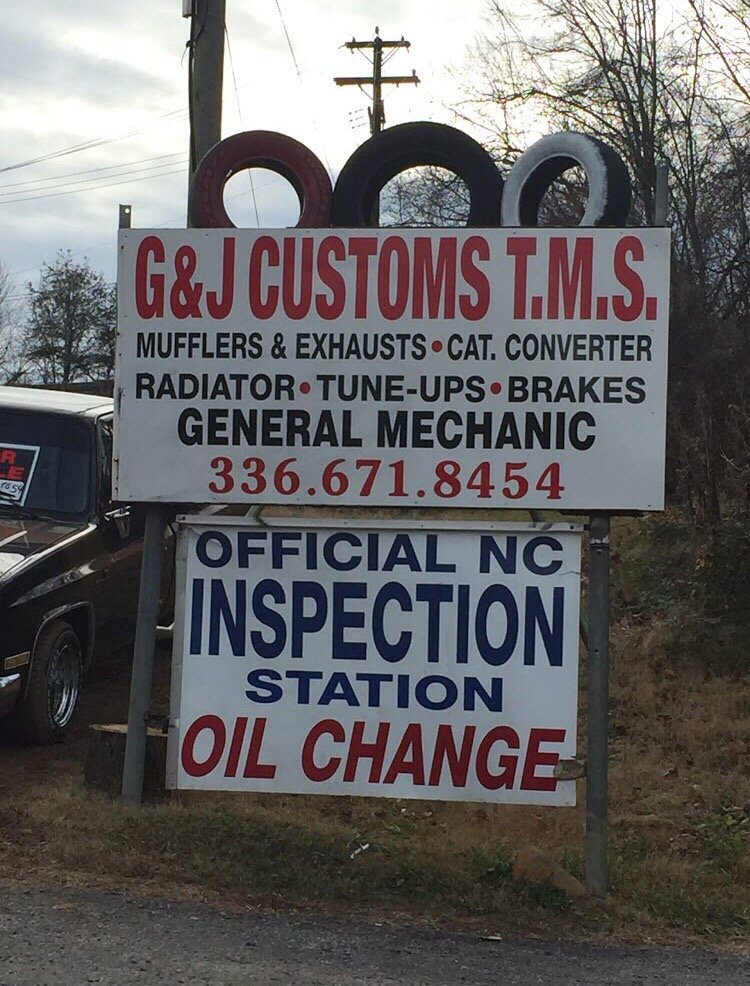 G&J CUSTOMS T.M.S.
MUFFLERS & EXHAUSTS • CAT. CONVERTER
RADIATOR • TUNE-UPS • BRAKES
GENERAL MECHANIC
336.671.8454
OFFICIAL NC
INSPECTION
STATION
OIL CHANGE